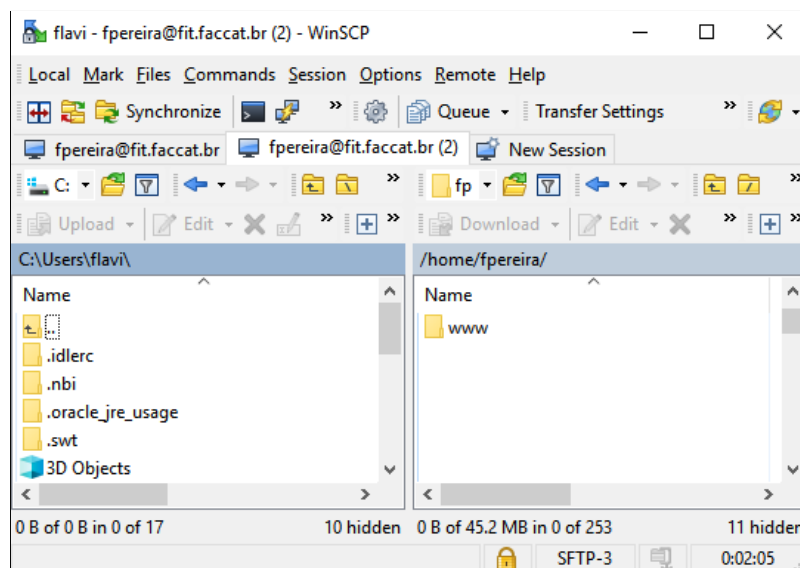 flavi - fpereira@fit.faccat.br (2) - WinSCP
Local Mark Files Commands Session Options Remote Help
Synchronize » Queue Transfer Settings »
fpereira@fit.faccat.br fpereira@fit.faccat.br (2) New Session
C: » fp »
Upload Edit » » Download Edit » »
C:\Users\flavi\ /home/fpereira/
Name Name
.. www
.idlerc
.nbi
.oracle_jre_usage
.swt
3D Objects
0 B of 0 B in 0 of 17 10 hidden 0 B of 45.2 MB in 0 of 253 11 hidden
SFTP-3 0:02:05